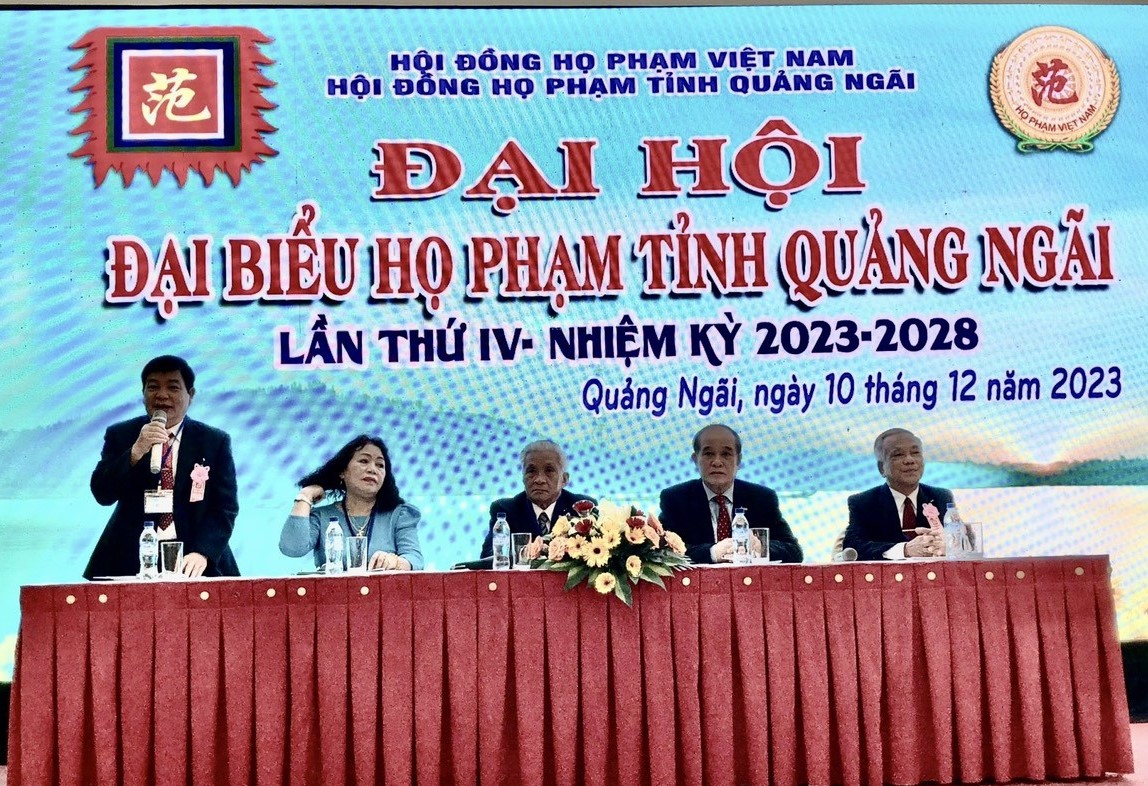 范
HỘI ĐỒNG HỌ PHẠM VIỆT NAM
HỘI ĐỒNG HỌ PHẠM TỈNH QUẢNG NGÃI
范
HỌ PHẠM VIỆT NAM
ĐẠI HỘI
ĐẠI BIỂU HỌ PHẠM TỈNH QUẢNG NGÃI
LẦN THỨ IV- NHIỆM KỲ 2023-2028
Quảng Ngãi, ngày 10 tháng 12 năm 2023